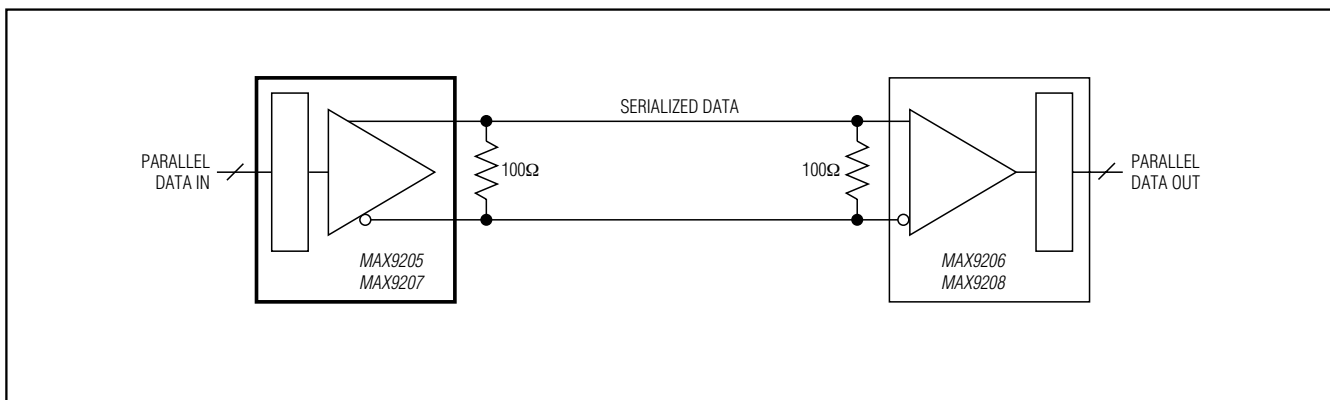 SERIALIZED DATA
PARALLEL
DATA IN
100Ω
100Ω
PARALLEL
DATA OUT
MAX9205
MAX9207
MAX9206
MAX9208